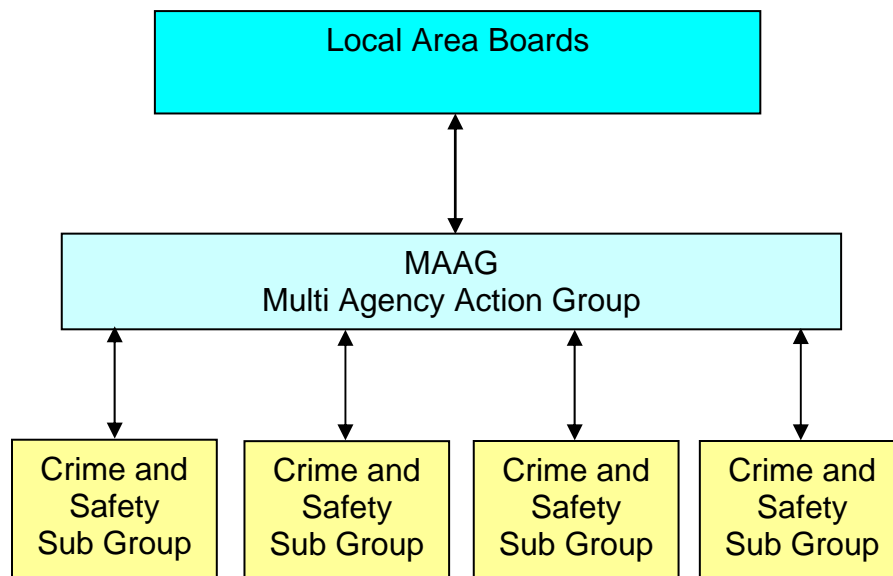 Local Area Boards
MAAG
Multi Agency Action Group
Crime and
Safety
Sub Group
Crime and
Safety
Sub Group
Crime and
Safety
Sub Group
Crime and
Safety
Sub Group